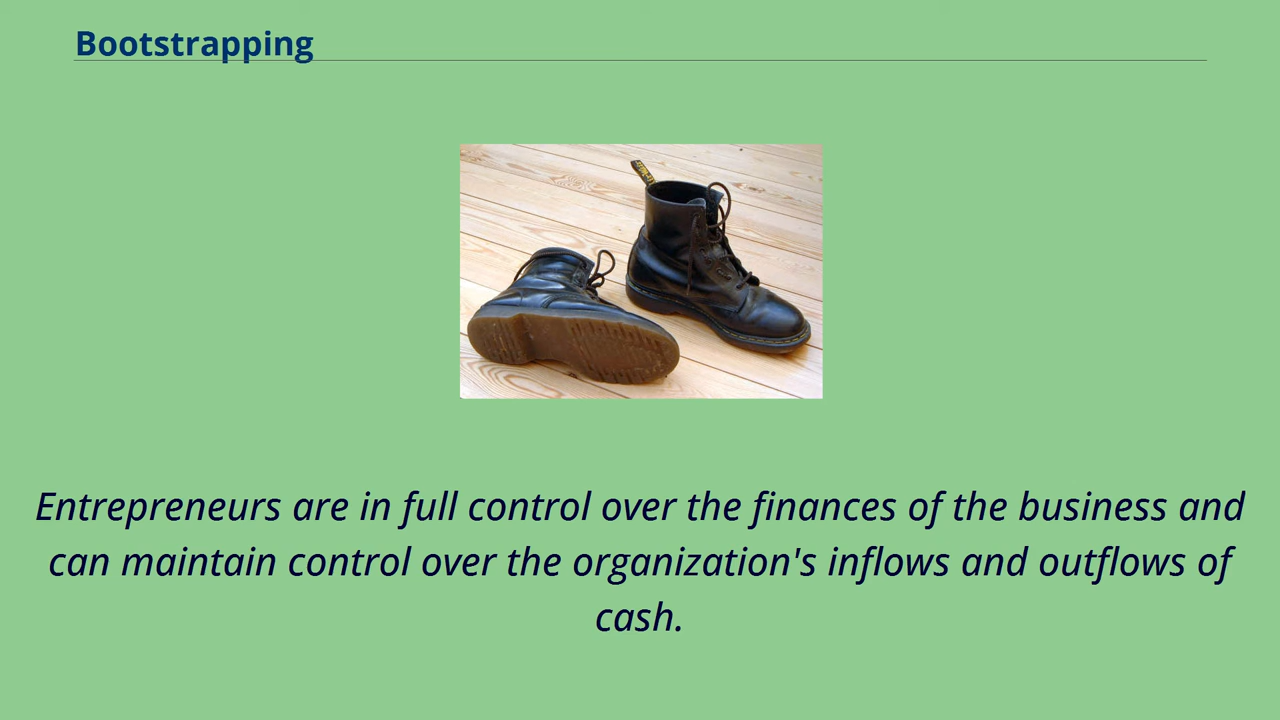 Bootstrapping
Entrepreneurs are in full control over the finances of the business and
can maintain control over the organization's inflows and outflows of
cash.